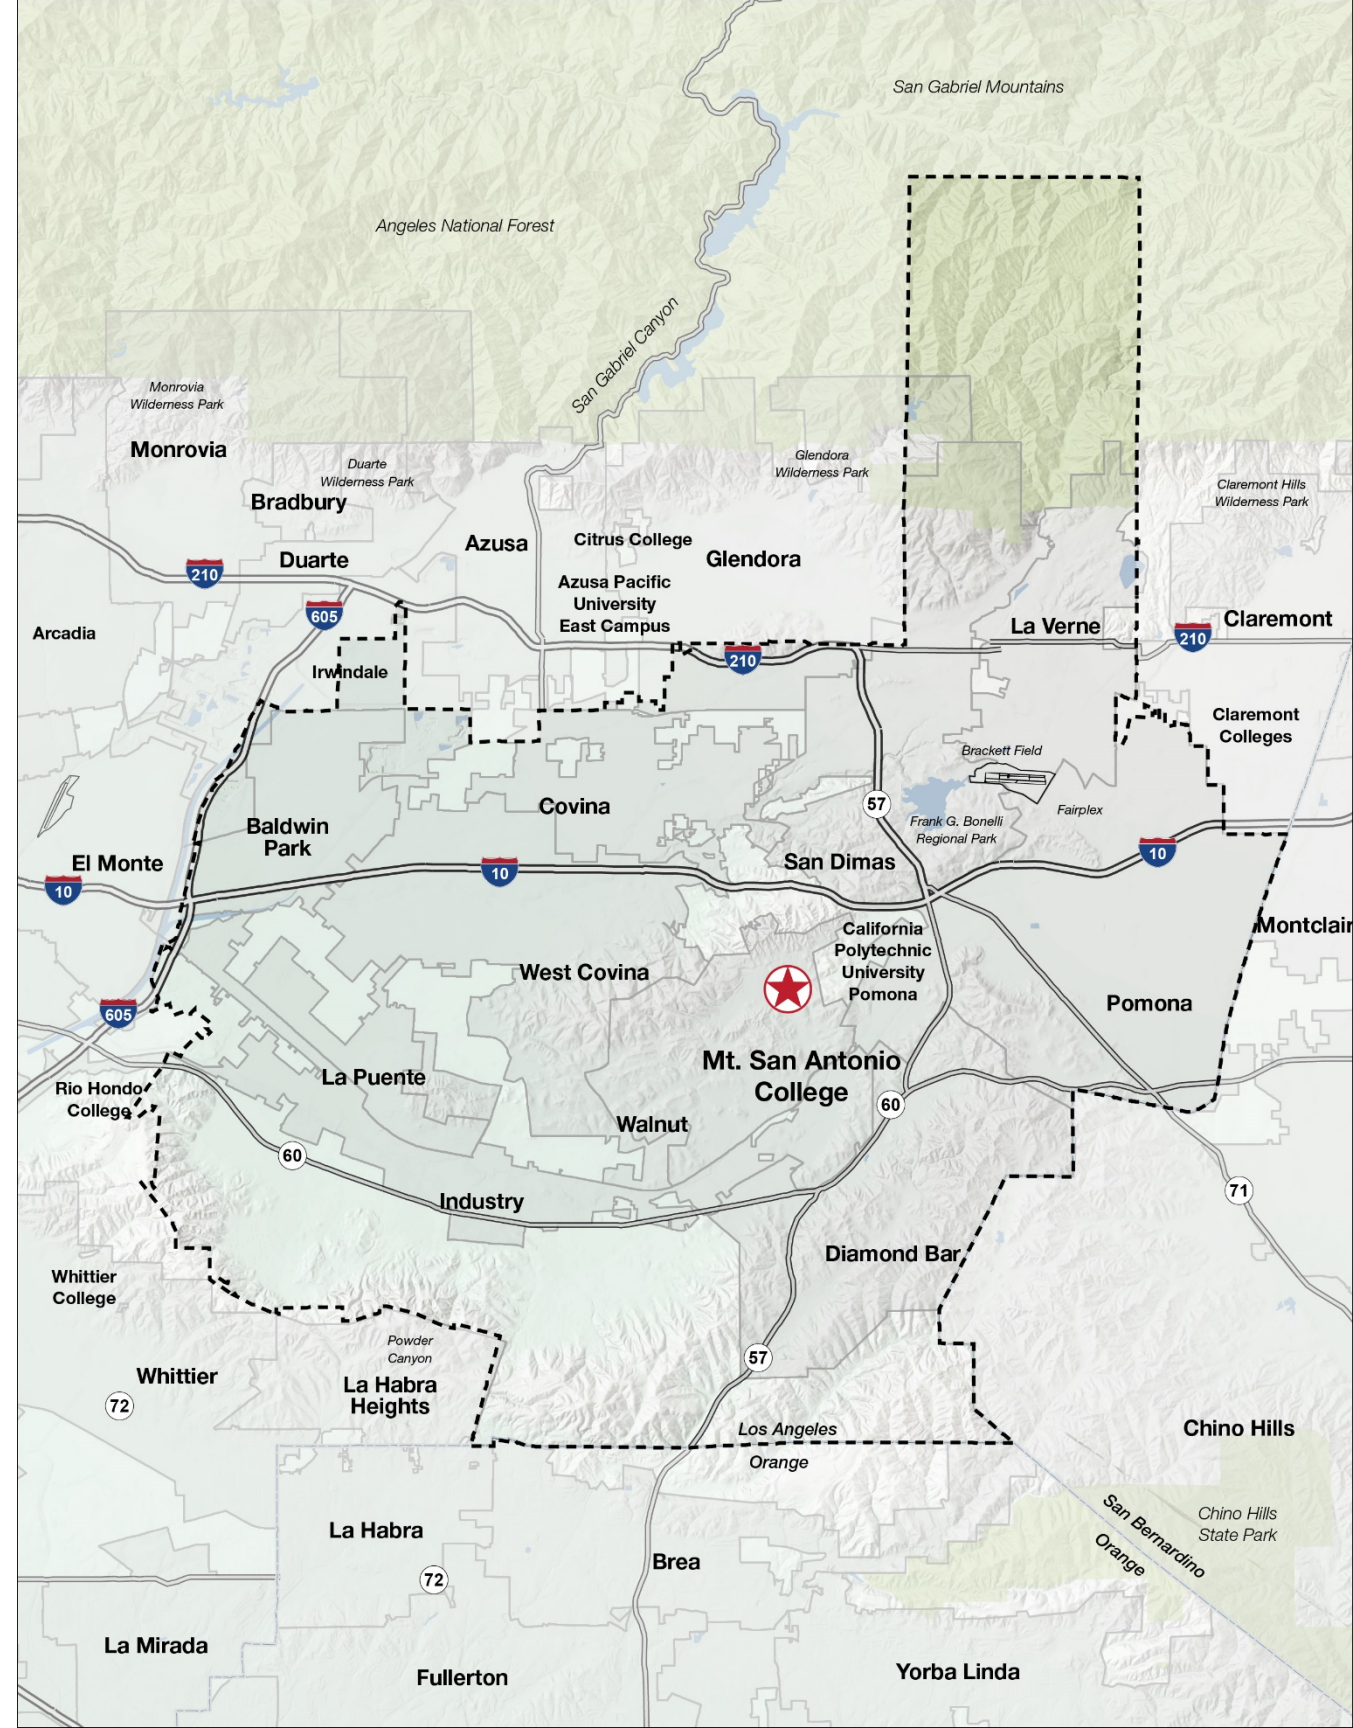 San Gabriel Mountains
Angeles National Forest
San Gabriel Canyon
Monrovia
Wilderness Park
Monrovia
Duarte
Wilderness Park
Glendora
Wilderness Park
Claremont Hills
Wilderness Park
Bradbury
Azusa
Citrus College
Glendora
Duarte
210
Azusa Pacific
University
East Campus
605
Arcadia
La Verne
210
Claremont
Irwindale
210
Claremont
Colleges
Brackett Field
57
Covina
Fairplex
Frank G. Bonelli
Regional Park
Baldwin
Park
El Monte
San Dimas
10
10
10
California
Polytechnic
University
Pomona
Montclair
West Covina
Pomona
605
Mt. San Antonio
College
La Puente
Rio Hondo
College
60
Walnut
60
71
Industry
Diamond Bar
Whittier
College
Powder
Canyon
57
Whittier
La Habra
Heights
72
Los Angeles
Orange
Chino Hills
San Bernardino
Orange
Chino Hills
State Park
La Habra
Brea
72
La Mirada
Fullerton
Yorba Linda